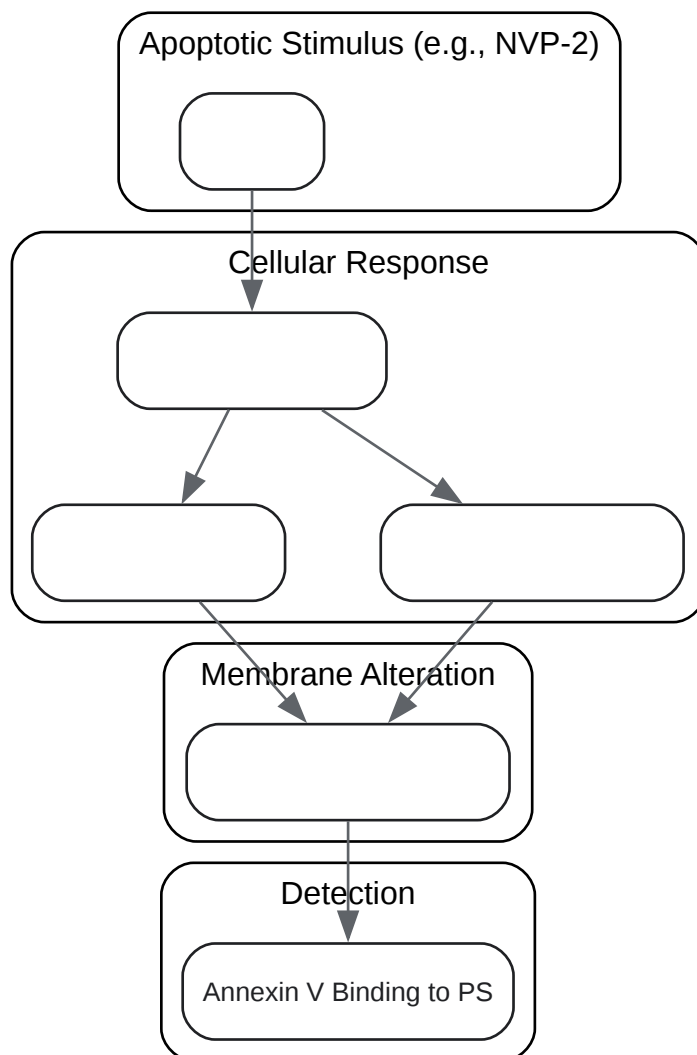 Apoptotic Stimulus (e.g., NVP-2)
Cellular Response
Membrane Alteration
Detection
Annexin V Binding to PS